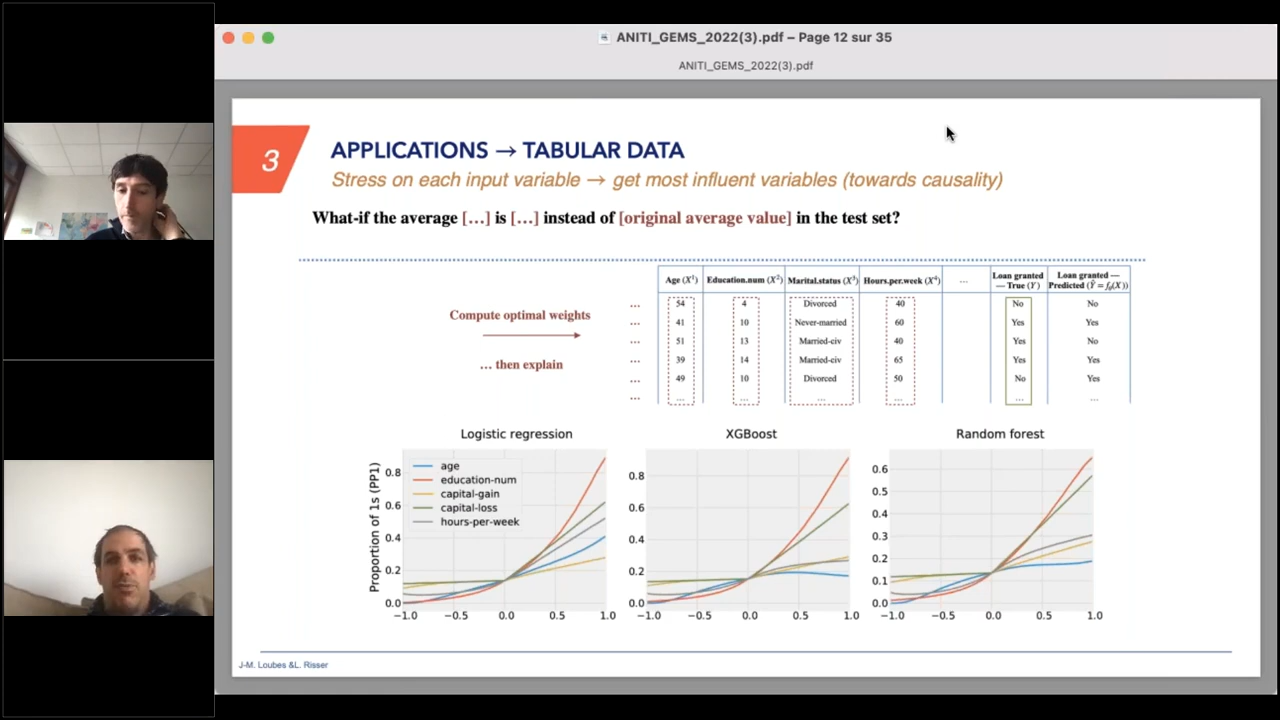 ANITI_GEMS_2022(3).pdf – Page 12 sur 35
ANITI_GEMS_2022(3).pdf
3
APPLICATIONS → TABULAR DATA
Stress on each input variable → get most influent variables (towards causality)
What-if the average [...] is [...] instead of [original average value] in the test set?
Compute optimal weights
... then explain
Age (X¹) Education.num (X²) Marital.status (X³) Hours.per.week (X⁴) ... Loan granted — True (Y) Loan granted — Predicted (Ŷ = fθ(X))
... 54 4 Divorced 40 No No
... 41 10 Never-married 60 Yes Yes
... 51 13 Married-civ 40 Yes No
... 39 14 Married-civ 65 Yes Yes
... 49 10 Divorced 50 No Yes
... ... ... ... ... ... ...
Logistic regression
Proportion of 1s (PP1)
age
education-num
capital-gain
capital-loss
hours-per-week
0.8
0.6
0.4
0.2
0.0
−1.0 −0.5 0.0 0.5 1.0
XGBoost
0.8
0.6
0.4
0.2
0.0
−1.0 −0.5 0.0 0.5 1.0
Random forest
0.6
0.5
0.4
0.3
0.2
0.1
0.0
−1.0 −0.5 0.0 0.5 1.0
J-M. Loubes &L. Risser